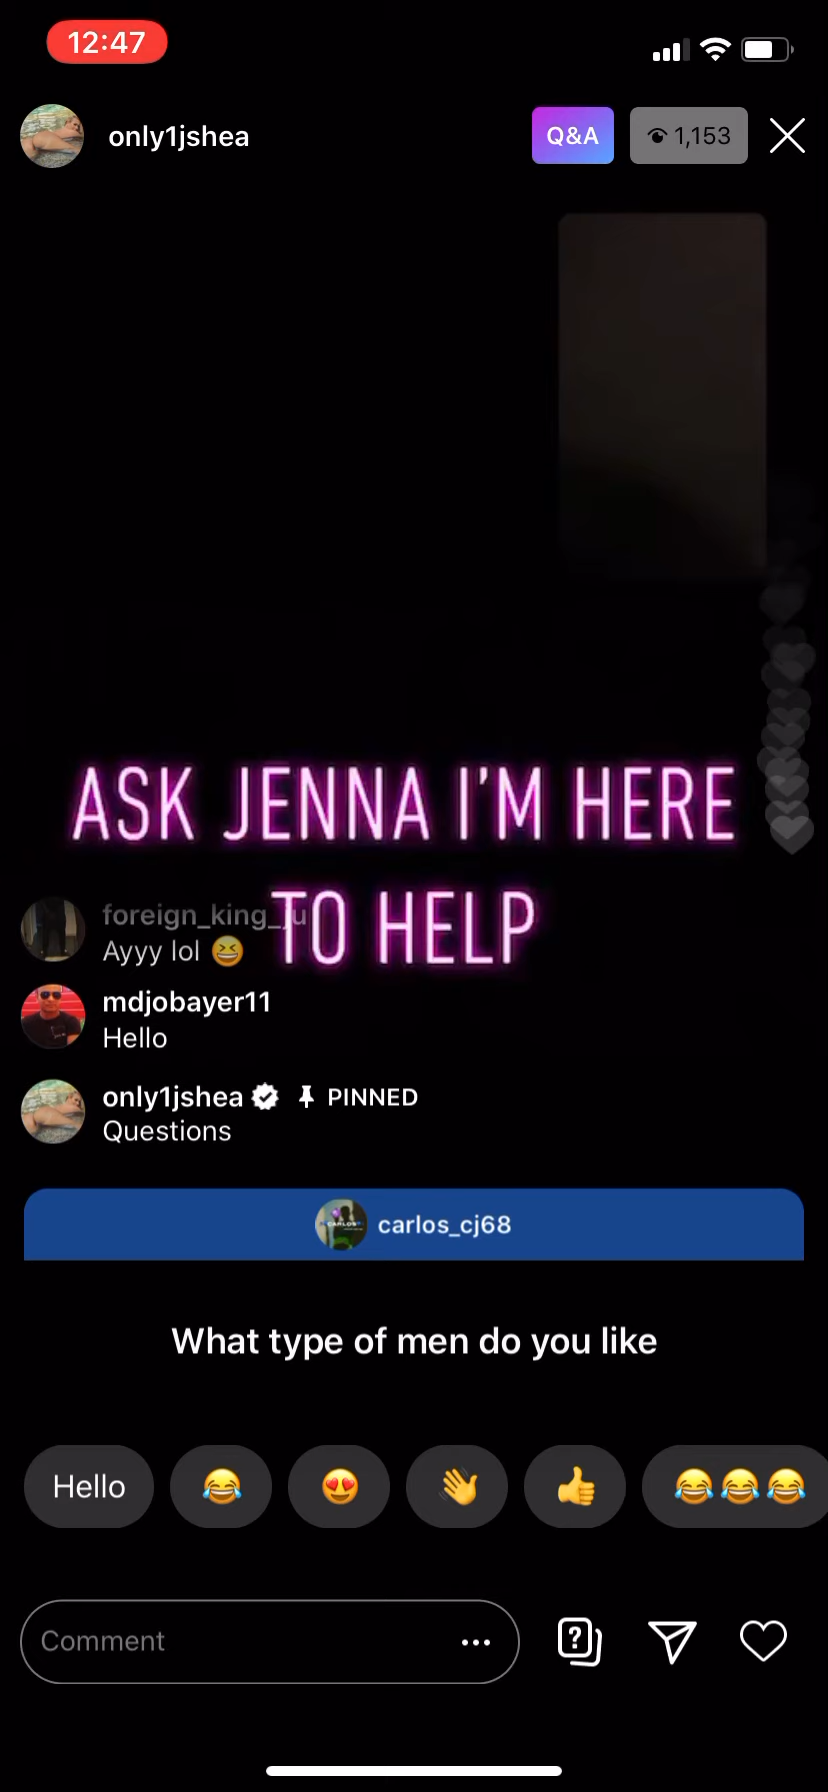 12:47
only1jshea
Q&A
1,153
ASK JENNA I'M HERE
TO HELP
foreign_king_ju
Ayyy lol 😆
mdjobayer11
Hello
only1jshea PINNED
Questions
carlos_cj68
What type of men do you like
Hello 😂 😍 👋 👍 😂😂😂
Comment